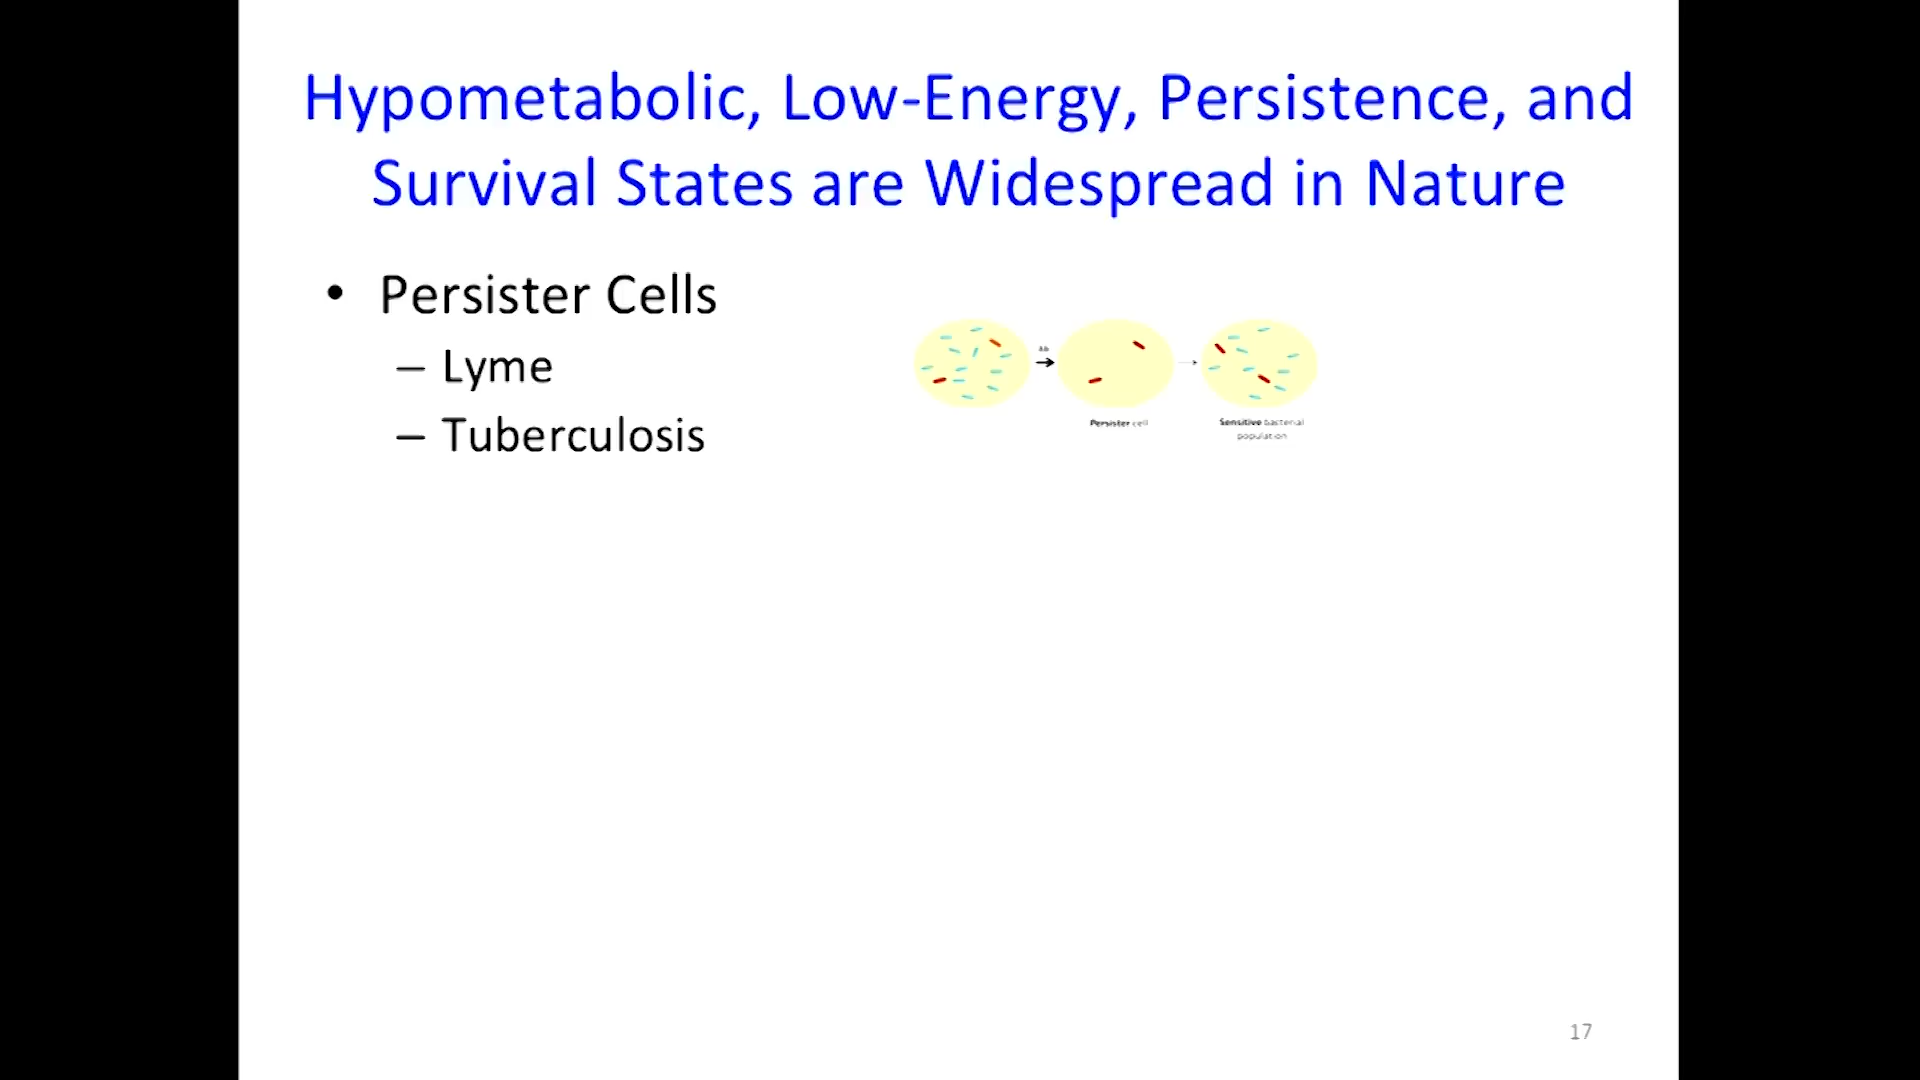 Hypometabolic, Low-Energy, Persistence, and
Survival States are Widespread in Nature
• Persister Cells
– Lyme
– Tuberculosis
Ab
Persister cell
Sensitive bacterial
population
17